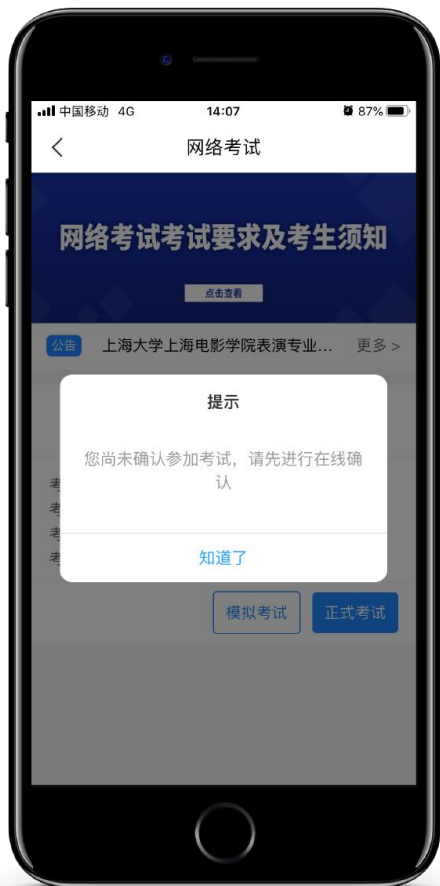 中国移动 4G 14:07 87%
网络考试
网络考试考试要求及考生须知
点击查看
公告 上海大学上海电影学院表演专业... 更多 >
提示
您尚未确认参加考试，请先进行在线确
认
考
考
考
考
知道了
模拟考试 正式考试